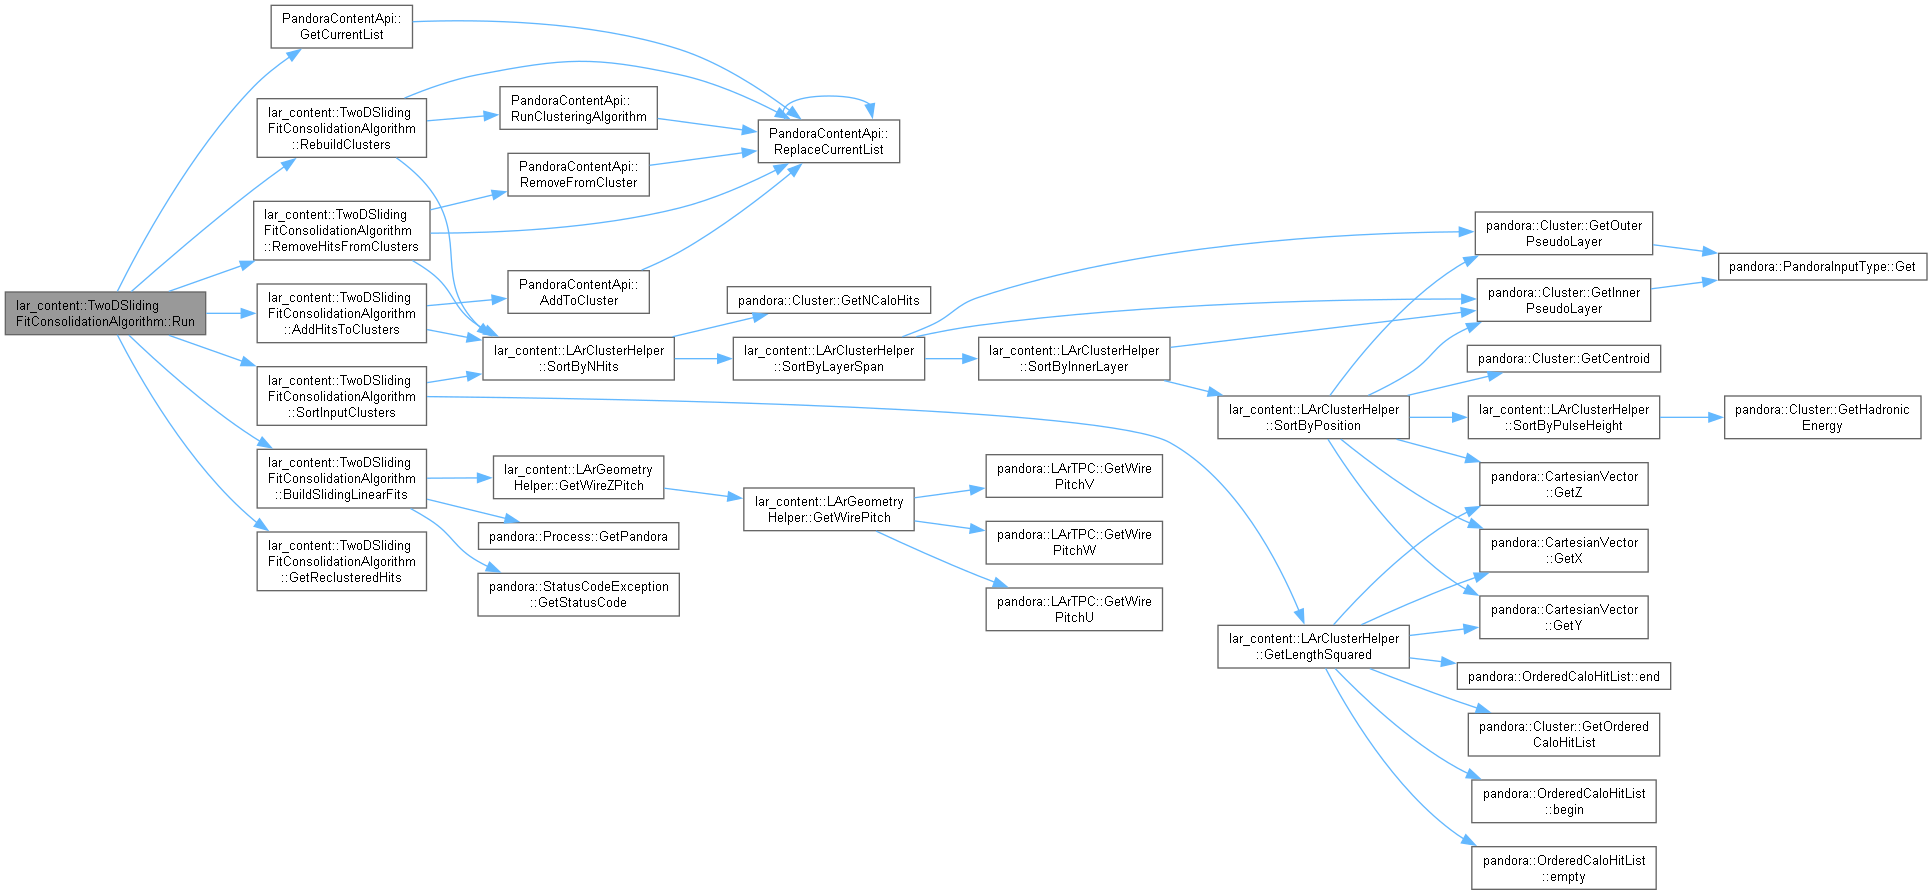 lar_content::TwoDSliding
FitConsolidationAlgorithm::Run
PandoraContentApi::
GetCurrentList
lar_content::TwoDSliding
FitConsolidationAlgorithm
::RebuildClusters
lar_content::TwoDSliding
FitConsolidationAlgorithm
::RemoveHitsFromClusters
lar_content::TwoDSliding
FitConsolidationAlgorithm
::AddHitsToClusters
lar_content::TwoDSliding
FitConsolidationAlgorithm
::SortInputClusters
lar_content::TwoDSliding
FitConsolidationAlgorithm
::BuildSlidingLinearFits
lar_content::TwoDSliding
FitConsolidationAlgorithm
::GetReclusteredHits
PandoraContentApi::
RunClusteringAlgorithm
PandoraContentApi::
RemoveFromCluster
PandoraContentApi::
AddToCluster
lar_content::LArClusterHelper
::SortByNHits
lar_content::LArGeometry
Helper::GetWireZPitch
pandora::Process::GetPandora
pandora::StatusCodeException
::GetStatusCode
PandoraContentApi::
ReplaceCurrentList
pandora::Cluster::GetNCaloHits
lar_content::LArClusterHelper
::SortByLayerSpan
lar_content::LArGeometry
Helper::GetWirePitch
lar_content::LArClusterHelper
::SortByInnerLayer
pandora::LArTPC::GetWire
PitchV
pandora::LArTPC::GetWire
PitchW
pandora::LArTPC::GetWire
PitchU
lar_content::LArClusterHelper
::SortByPosition
lar_content::LArClusterHelper
::GetLengthSquared
pandora::Cluster::GetOuter
PseudoLayer
pandora::Cluster::GetInner
PseudoLayer
pandora::Cluster::GetCentroid
lar_content::LArClusterHelper
::SortByPulseHeight
pandora::CartesianVector
::GetZ
pandora::CartesianVector
::GetX
pandora::CartesianVector
::GetY
pandora::OrderedCaloHitList::end
pandora::Cluster::GetOrdered
CaloHitList
pandora::OrderedCaloHitList
::begin
pandora::OrderedCaloHitList
::empty
pandora::PandoraInputType::Get
pandora::Cluster::GetHadronic
Energy